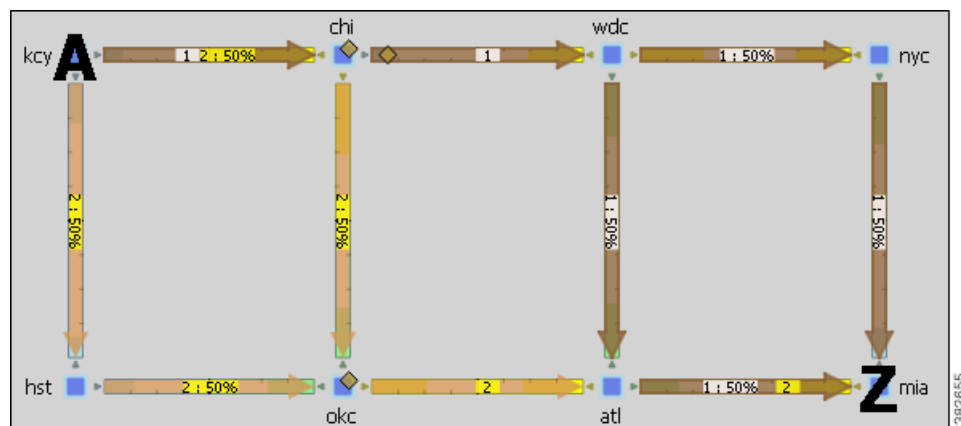 chi
wdc
kcy
A
1 2 : 50%
1
1 : 50%
nyc
2 : 50%
2 : 50%
1 : 50%
1 : 50%
hst
2 : 50%
2
1 : 50% 2
Z
mia
okc
atl
382655